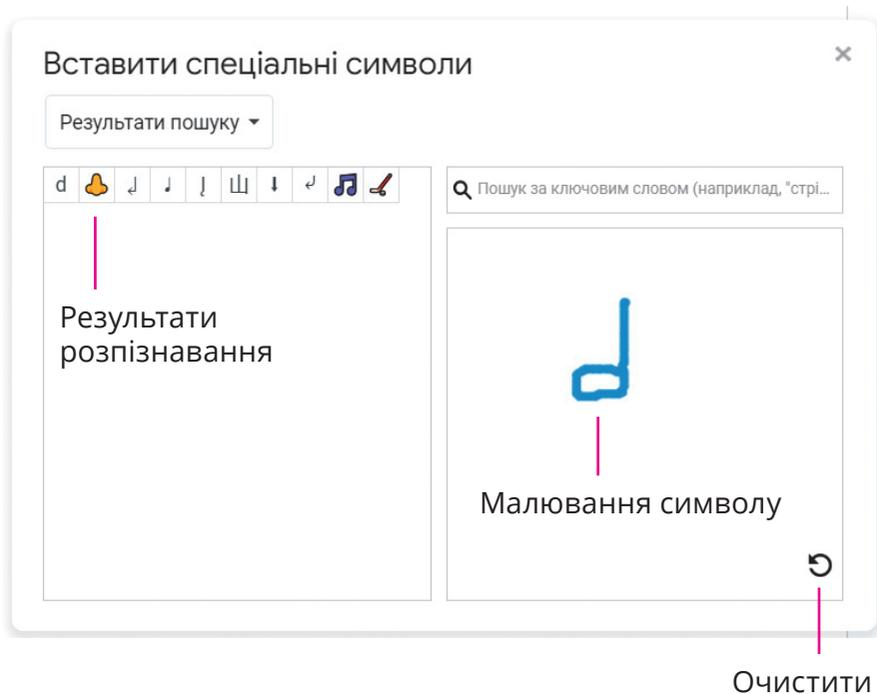 Вставити спеціальні символи
Результати пошуку
d
Пошук за ключовим словом (наприклад, "стрі...
Результати
розпізнавання
Малювання символу
Очистити